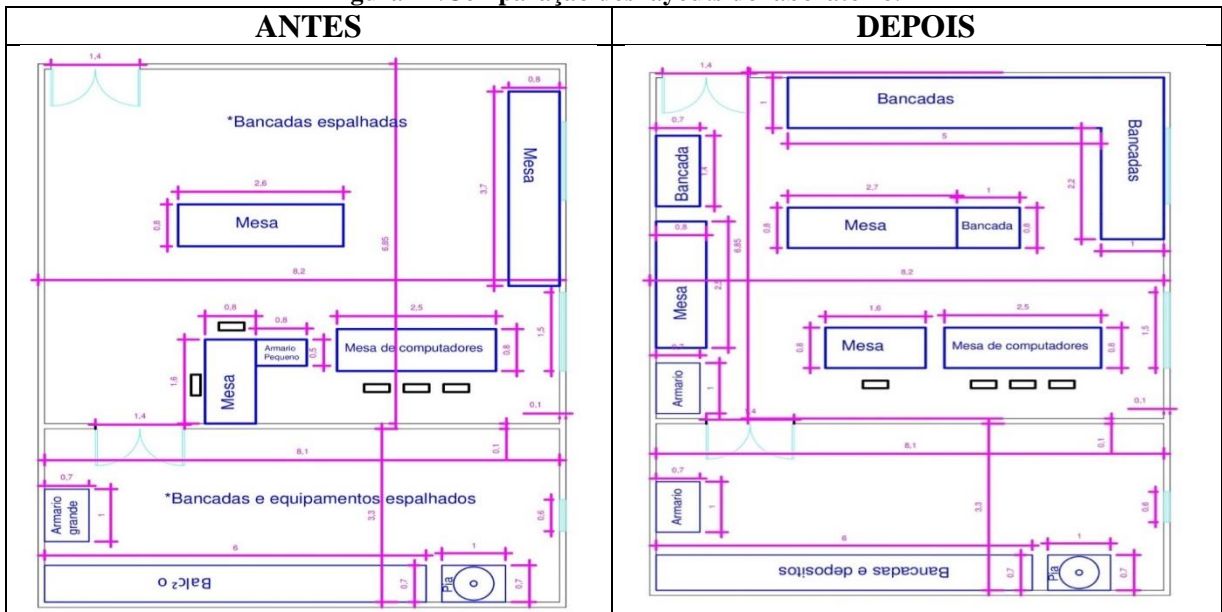 ANTES
DEPOIS
1,4
0,8
*Bancadas espalhadas
Mesa
3,7
2,6
0,8
Mesa
6,85
8,2
0,8
0,8
Armario
Pequeno
0,5
2,5
Mesa de computadores
0,8
1,5
1,6
Mesa
1,4
0,1
8,1
0,1
0,7
Armario
grande
1
*Bancadas e equipamentos espalhados
3,3
0,6
6
1
Balc² o
0,7
Pia
0,7
1,4
1
Bancadas
Bancadas
0,7
Bancada
1,4
5
2,2
2,7
1
0,8
Mesa
Bancada
0,8
1
0,8
6,85
8,2
Mesa
1,6
2,5
0,8
Mesa
Mesa de computadores
0,8
1,5
Armario
1
1,4
0,1
8,1
0,1
0,7
Armario
1
3,3
0,6
6
1
Bancadas e depositos
0,7
Pia
0,7